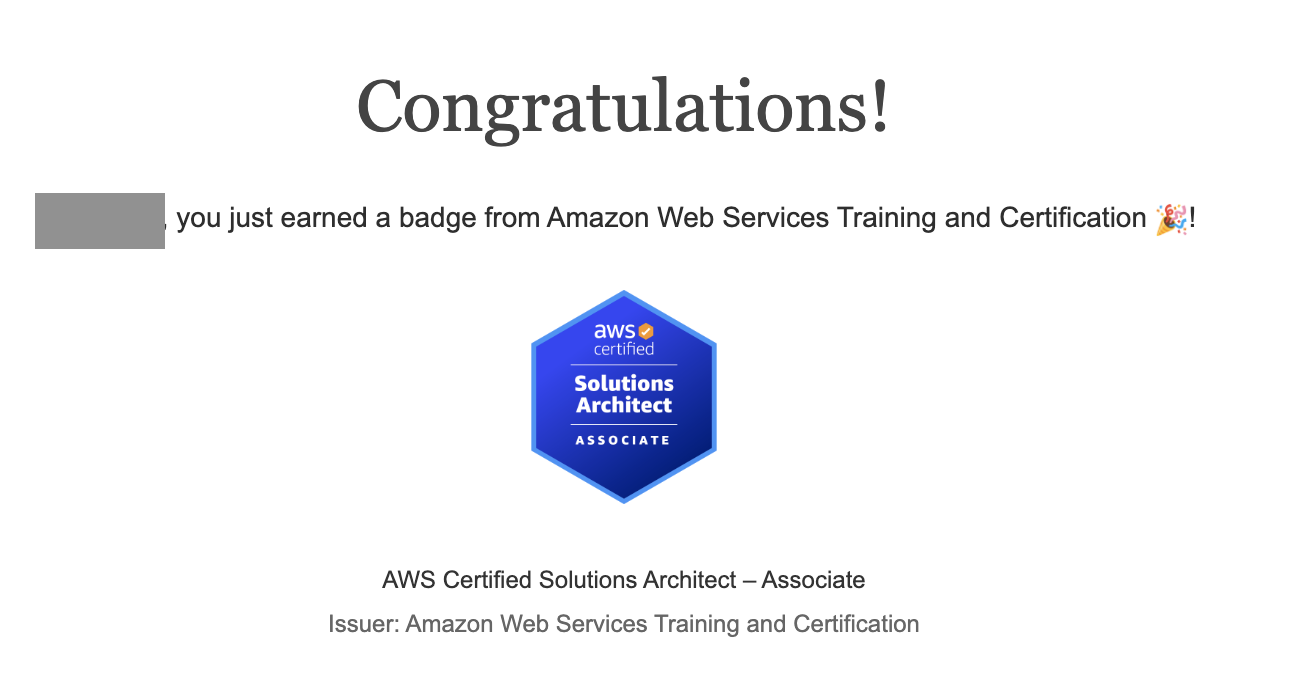 Congratulations!
, you just earned a badge from Amazon Web Services Training and Certification 🎉!
aws
certified
Solutions
Architect
ASSOCIATE
AWS Certified Solutions Architect – Associate
Issuer: Amazon Web Services Training and Certification